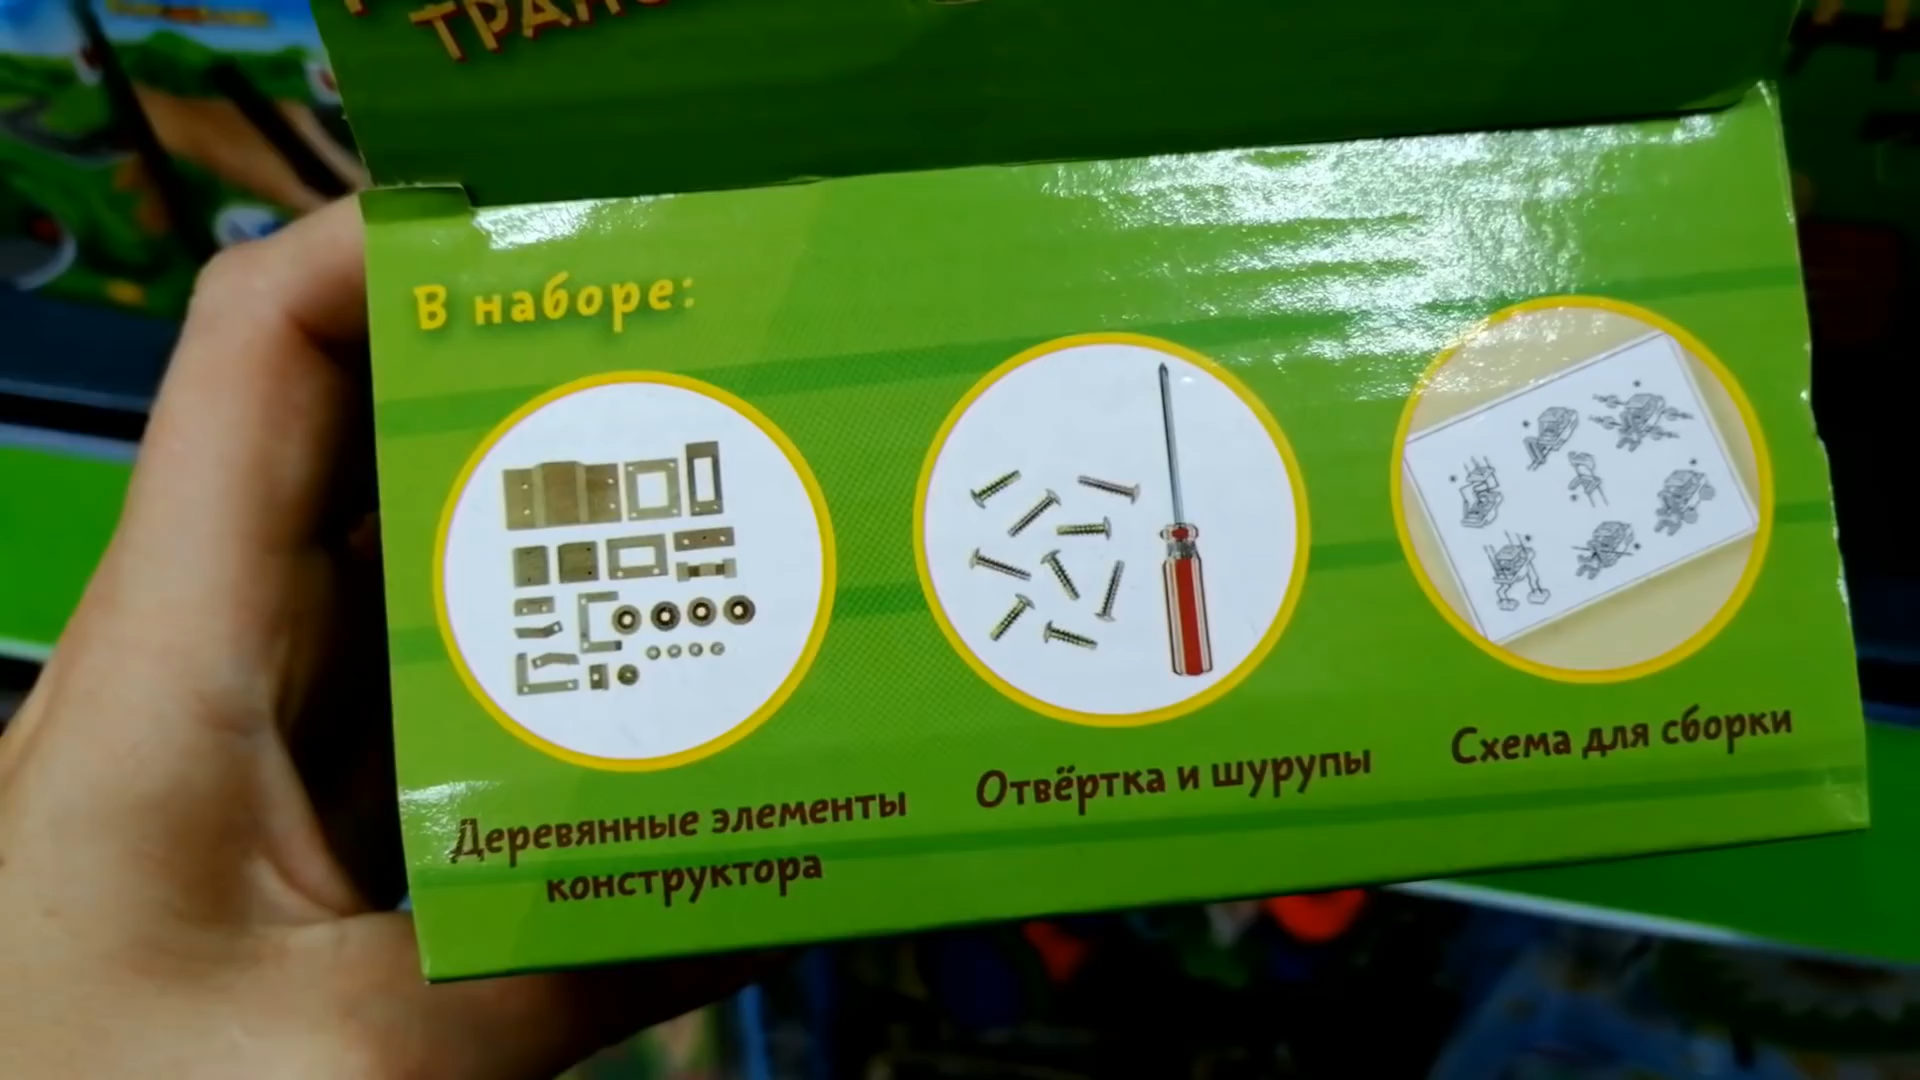 В наборе:
Деревянные элементы
конструктора
Отвёртка и шурупы
Схема для сборки